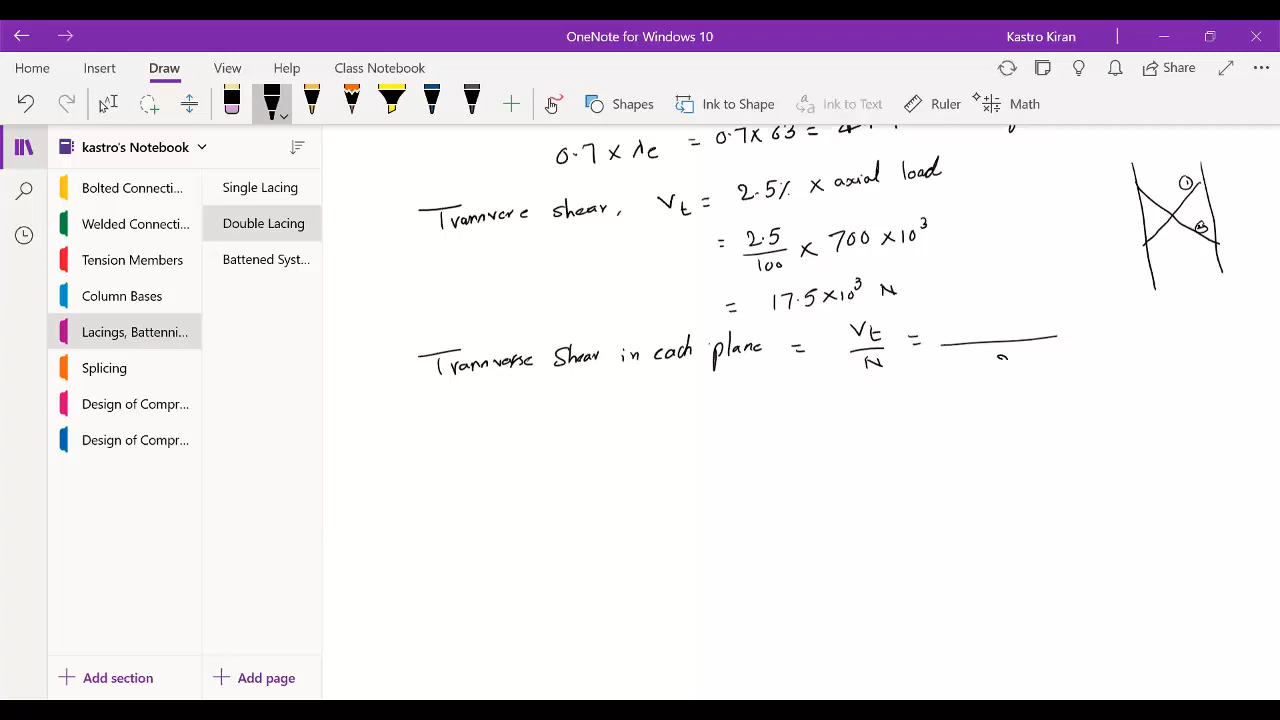 OneNote for Windows 10
Kastro Kiran
Home Insert Draw View Help Class Notebook
Share
Shapes Ink to Shape Ink to Text Ruler Math
kastro's Notebook
Bolted Connecti...
Welded Connecti...
Tension Members
Column Bases
Lacings, Battenni...
Splicing
Design of Compr...
Design of Compr...
Add section
Single Lacing
Double Lacing
Battened Syst...
Add page
0.7 × λe = 0.7 × 63 =
Trannvere shear, Vt = 2.5% × axial load
= 2.5/100 × 700 × 10³
= 17.5 × 10³ N
Trannverse Shear in each plane = Vt/N =
①
②